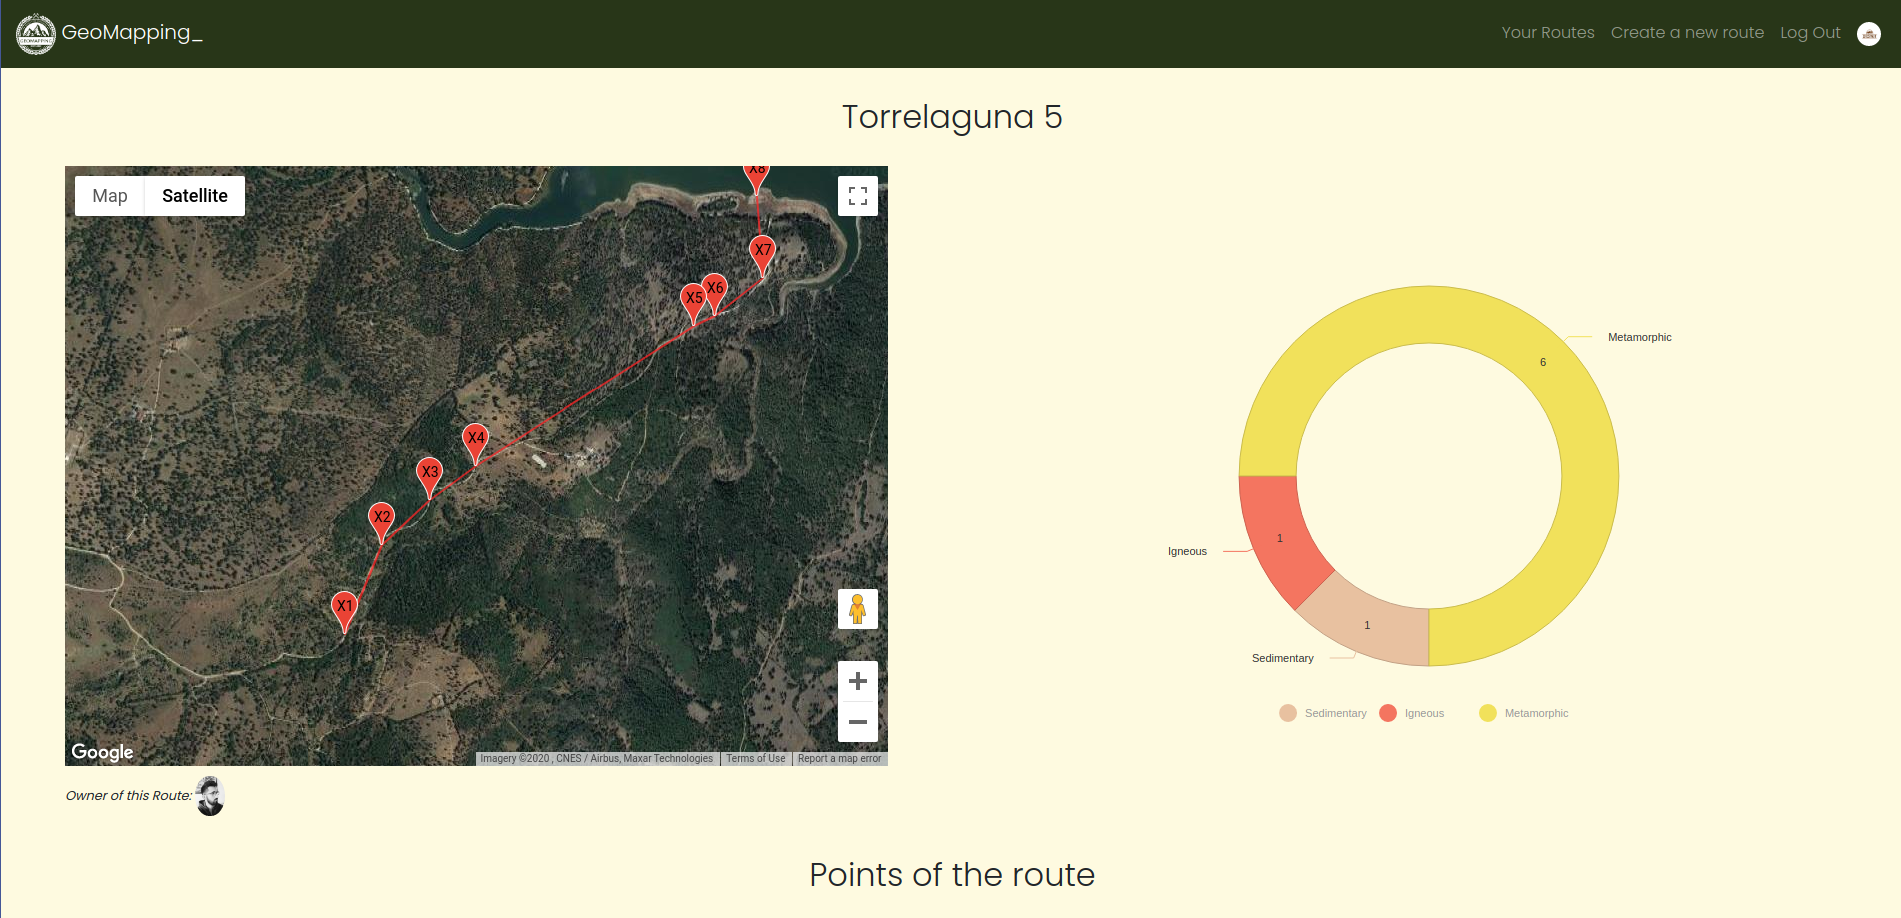 GeoMapping_
Your Routes Create a new route Log Out
Torrelaguna 5
Map Satellite
X8
X7
X6
X5
X4
X3
X2
X1
Google
Imagery ©2020 , CNES / Airbus, Maxar Technologies Terms of Use Report a map error
Metamorphic
6
Igneous
1
1
Sedimentary
Sedimentary Igneous Metamorphic
Owner of this Route:
Points of the route